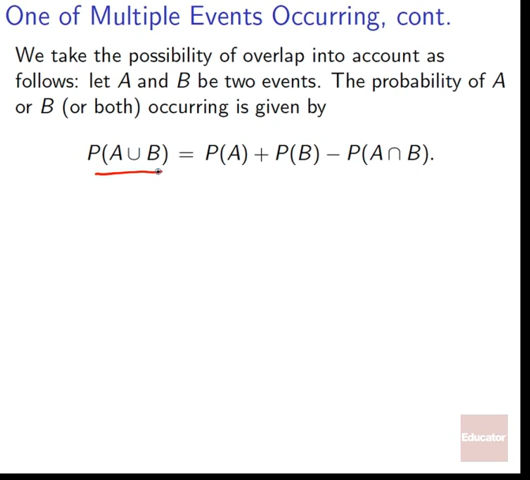 One of Multiple Events Occurring, cont.
We take the possibility of overlap into account as
follows: let A and B be two events. The probability of A
or B (or both) occurring is given by
P(A ∪ B) = P(A) + P(B) − P(A ∩ B).
Educator